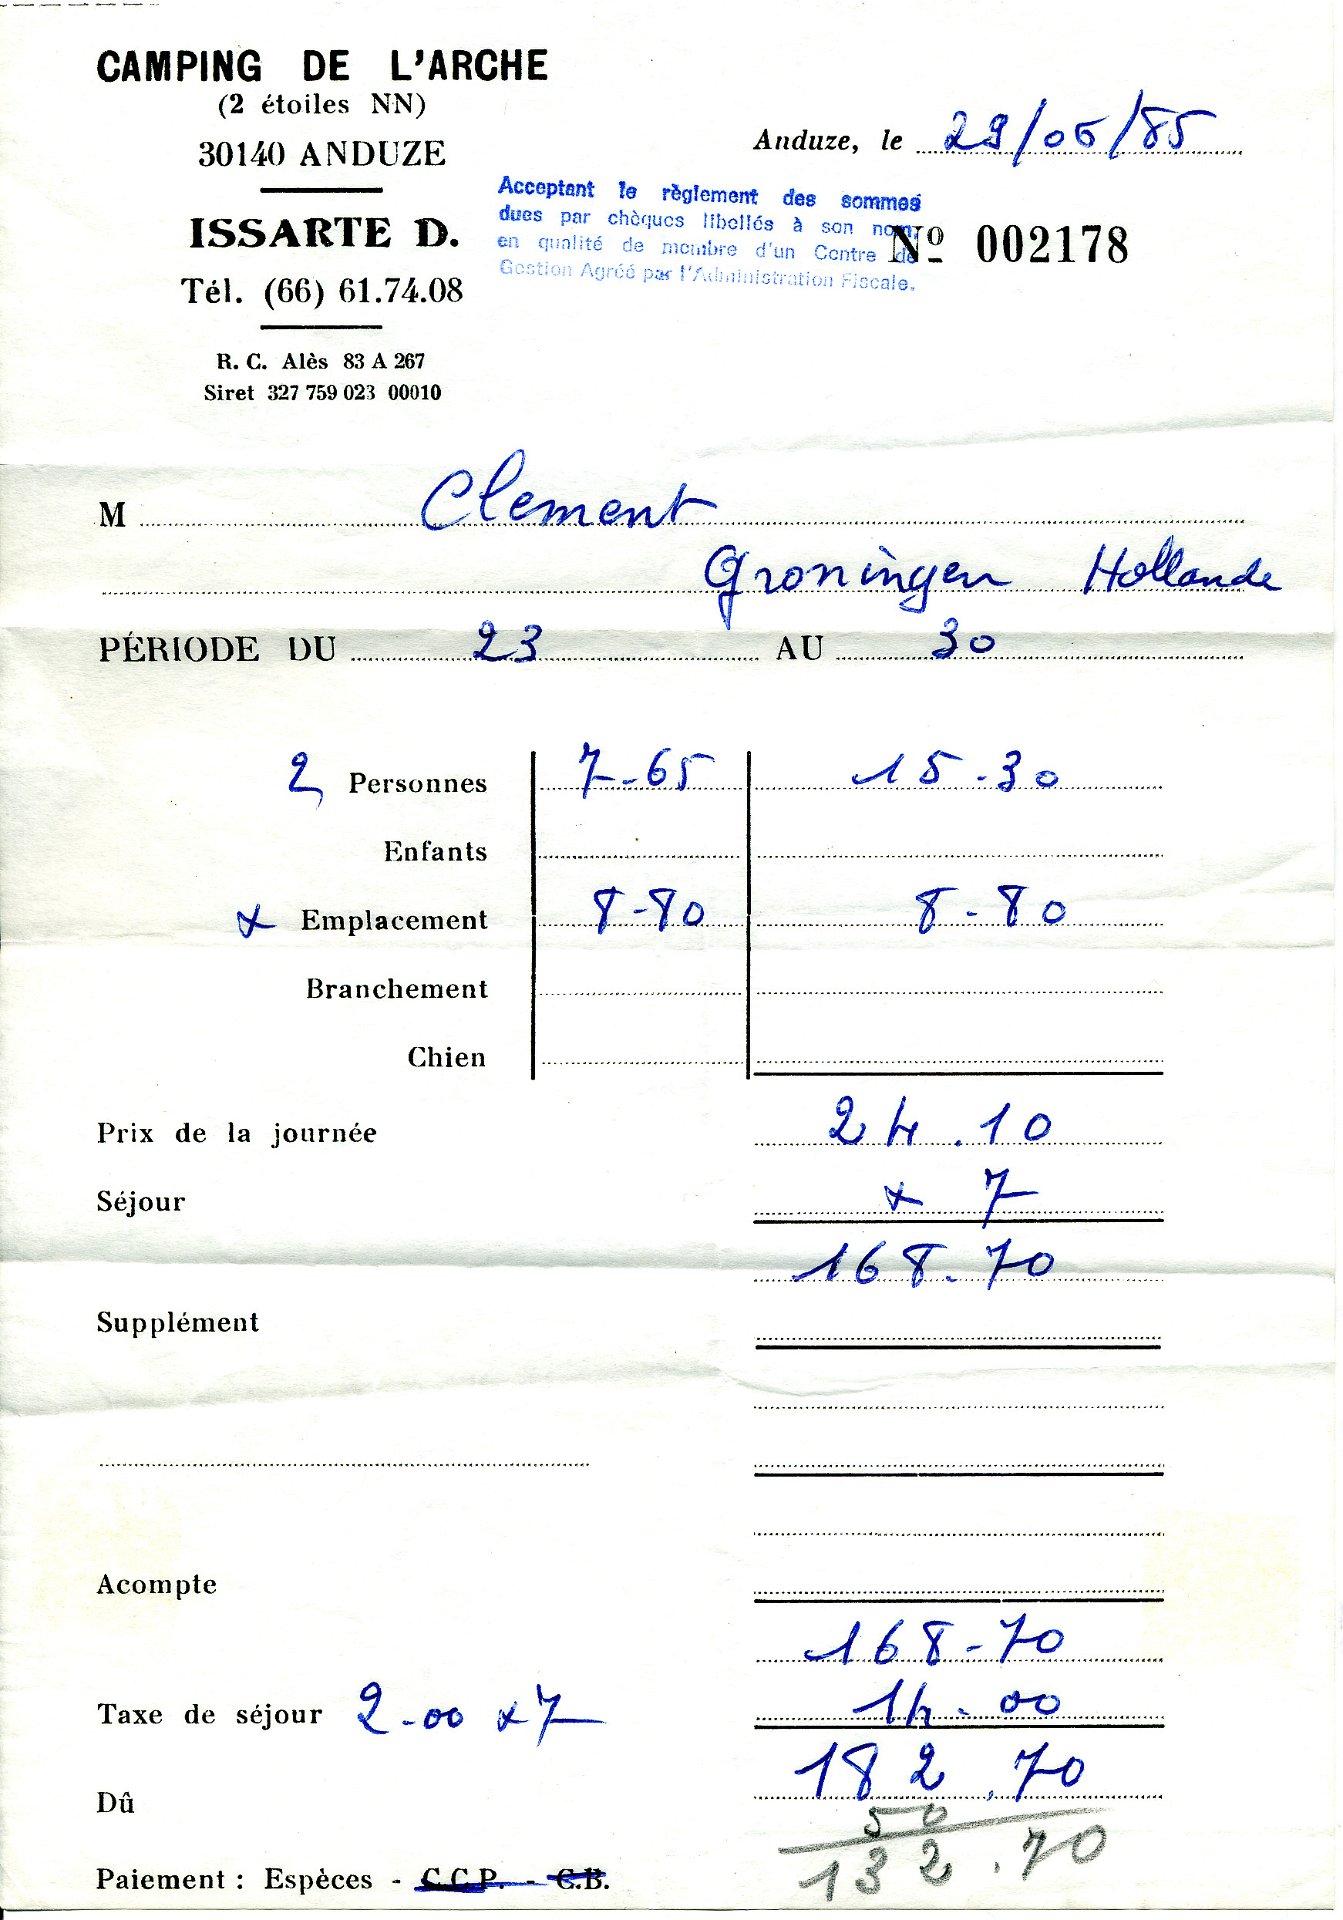 CAMPING DE L'ARCHE
(2 étoiles NN)
30140 ANDUZE
Anduze, le 29/06/85
ISSARTE D.
Acceptant le règlement des sommes
dues par chèques libellés à son nom,
en qualité de membre d'un Centre de
Gestion Agréé par l'Administration Fiscale.
Nº 002178
Tél. (66) 61.74.08
R. C. Alès 83 A 267
Siret 327 759 023 00010
M Clement
Groningen Hollande
PÉRIODE DU 23 AU 30
2 Personnes 7-65 15.30
Enfants
x Emplacement 8-80 8-80
Branchement
Chien
Prix de la journée 24.10
Séjour x 7
168.70
Supplément
Acompte
168-70
Taxe de séjour 2-00 x7 14-00
Dû 182.70
50
132.70
Paiement : Espèces - C.C.P. - C.B.